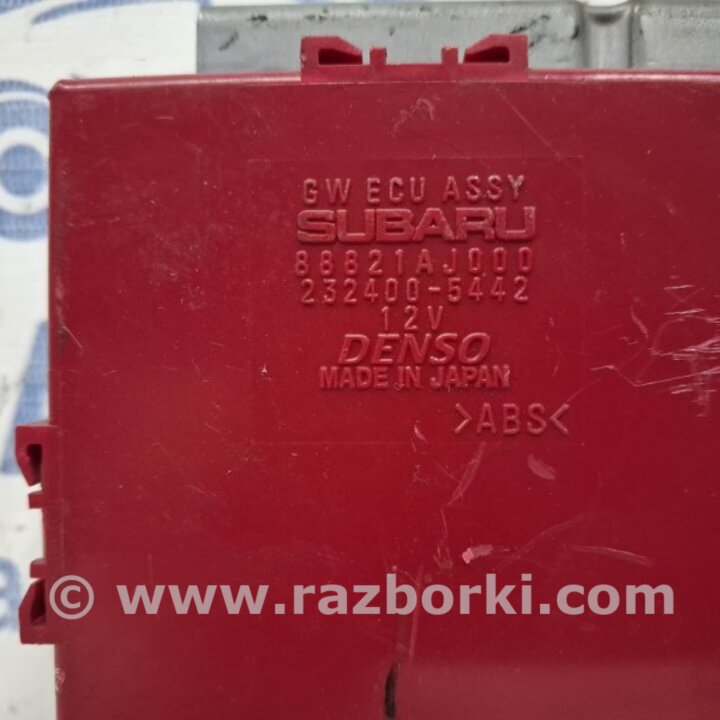 GW ECU ASSY
SUBARU
88821AJ000
232400-5442
12V
DENSO
MADE IN JAPAN
>ABS<
© www.razborki.com